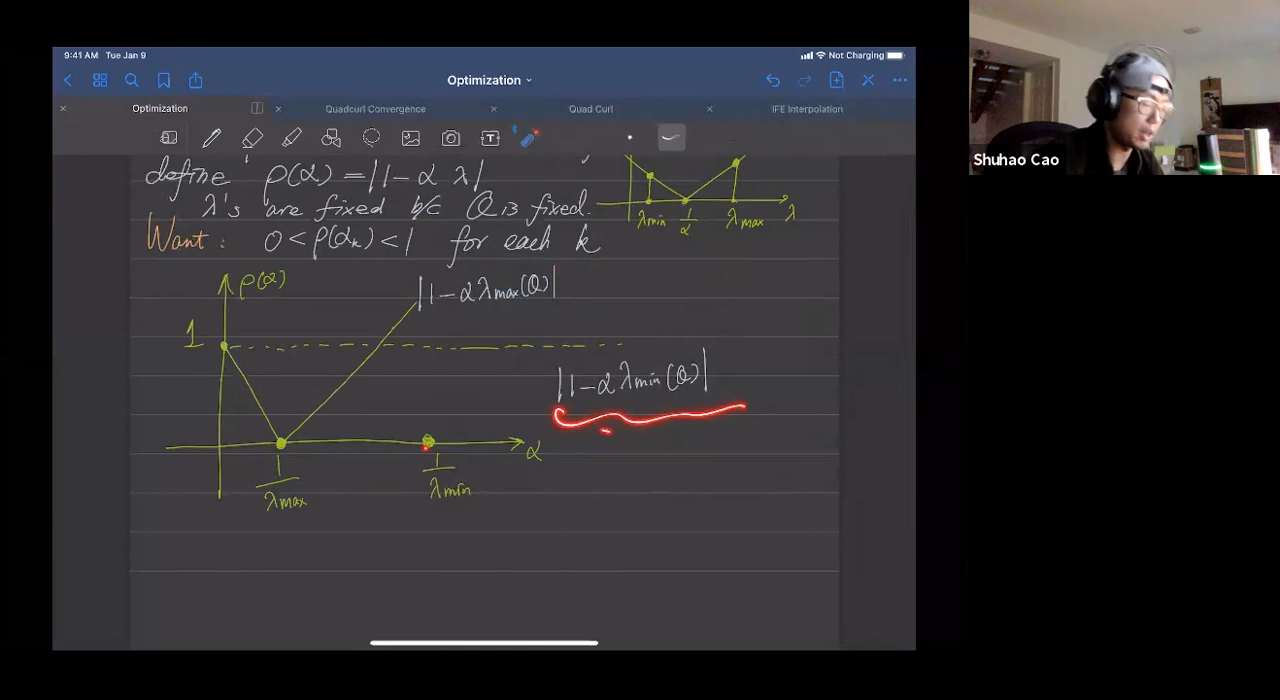 9:41 AM Tue Jan 9
Not Charging
Optimization
Optimization
Quadcurl Convergence
Quad Curl
IFE Interpolation
Shuhao Cao
define ρ(α) = |1 - α λ|
λ's are fixed b/c Q is fixed.
λmin 1/α λmax λ
Want: 0 < ρ(αₖ) < 1 for each k
ρ(α)
|1 - αλmax(Q)|
1
|1 - αλmin(Q)|
α
1/λmax
1/λmin